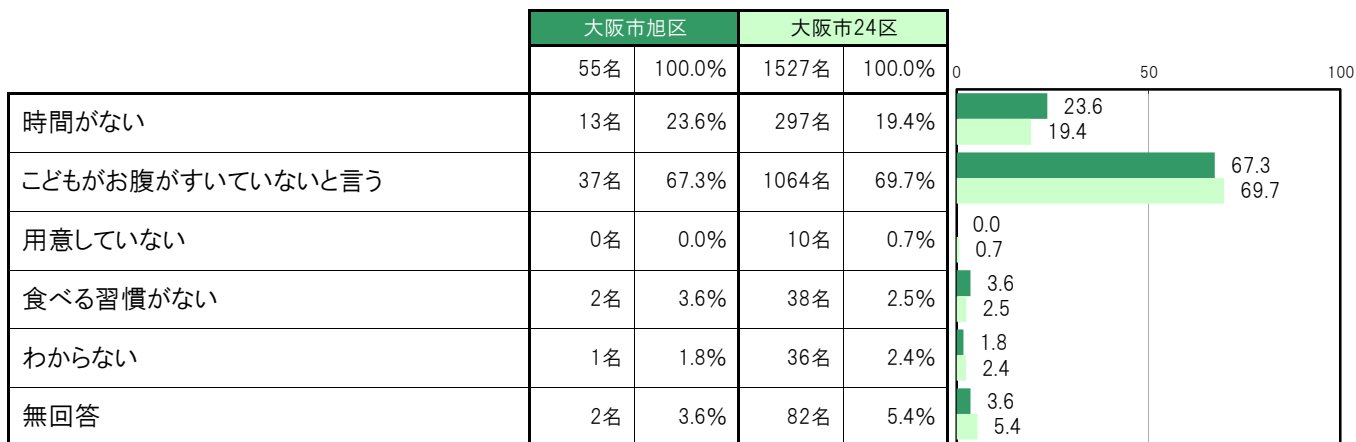 大阪市旭区 大阪市24区
55名 100.0% 1527名 100.0% 0 50 100
時間がない 13名 23.6% 297名 19.4% 23.6
19.4
こどもがお腹がすいていないと言う 37名 67.3% 1064名 69.7% 67.3
69.7
用意していない 0名 0.0% 10名 0.7% 0.0
0.7
食べる習慣がない 2名 3.6% 38名 2.5% 3.6
2.5
わからない 1名 1.8% 36名 2.4% 1.8
2.4
無回答 2名 3.6% 82名 5.4% 3.6
5.4